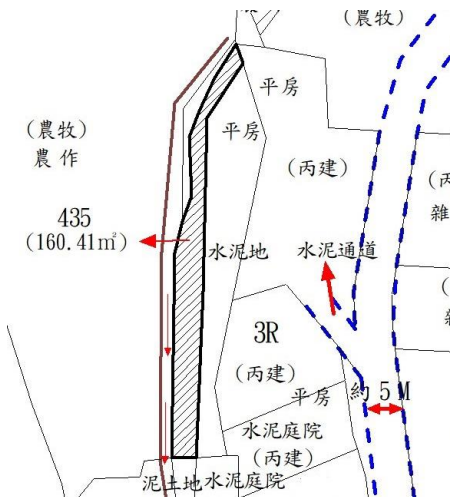 (農牧)
平房
(農牧)
農作
平房
(丙建)
(丙
雜
435
(160.41㎡)
水泥地
水泥通道
(
雜
3R
(丙建)
約 5 M
平房
水泥庭院
(丙建)
泥土地
水泥庭院